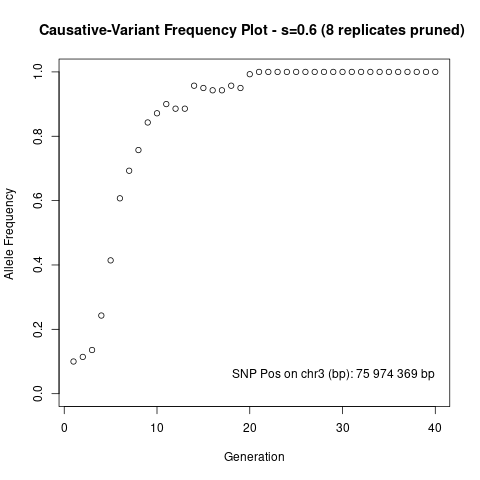 Causative-Variant Frequency Plot - s=0.6 (8 replicates pruned)
Allele Frequency
1.0
0.8
0.6
0.4
0.2
0.0
SNP Pos on chr3 (bp): 75 974 369 bp
0 10 20 30 40
Generation